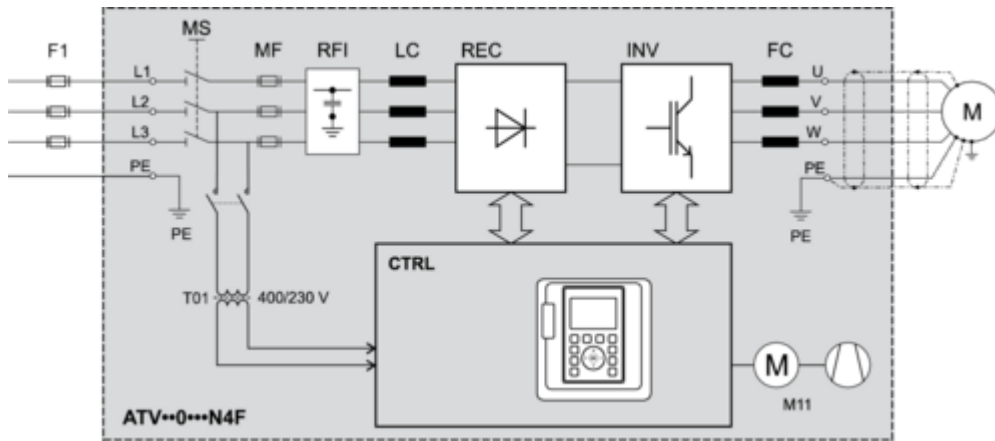 F1
MS
MF
RFI
LC
REC
INV
FC
L1
L2
L3
PE
PE
U
V
W
PE
PE
M
CTRL
T01
400/230 V
M
M11
ATV••0•••N4F